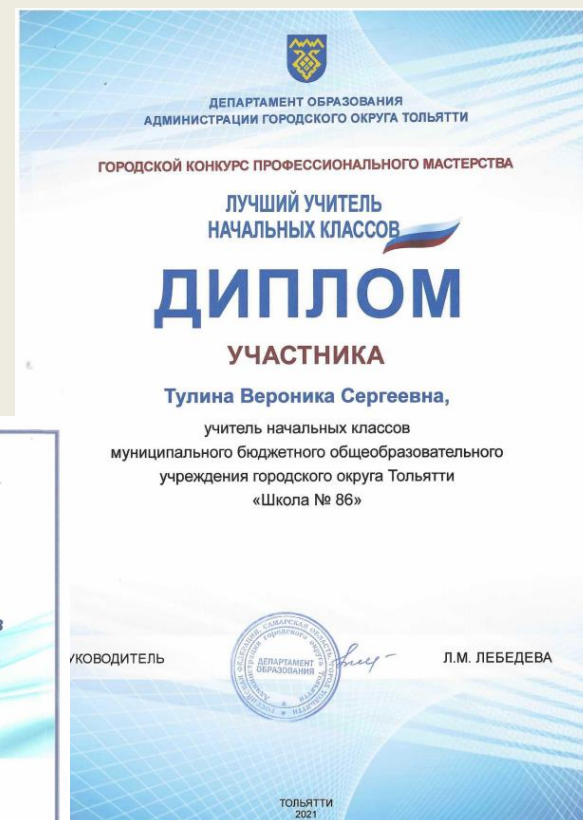 ДЕПАРТАМЕНТ ОБРАЗОВАНИЯ
АДМИНИСТРАЦИИ ГОРОДСКОГО ОКРУГА ТОЛЬЯТТИ
ГОРОДСКОЙ КОНКУРС ПРОФЕССИОНАЛЬНОГО МАСТЕРСТВА
ЛУЧШИЙ УЧИТЕЛЬ
НАЧАЛЬНЫХ КЛАССОВ
ДИПЛОМ
УЧАСТНИКА
Тулина Вероника Сергеевна,
учитель начальных классов
муниципального бюджетного общеобразовательного
учреждения городского округа Тольятти
«Школа № 86»
УКОВОДИТЕЛЬ
ДЕПАРТАМЕНТ
ОБРАЗОВАНИЯ
Л.М. ЛЕБЕДЕВА
ТОЛЬЯТТИ
2021